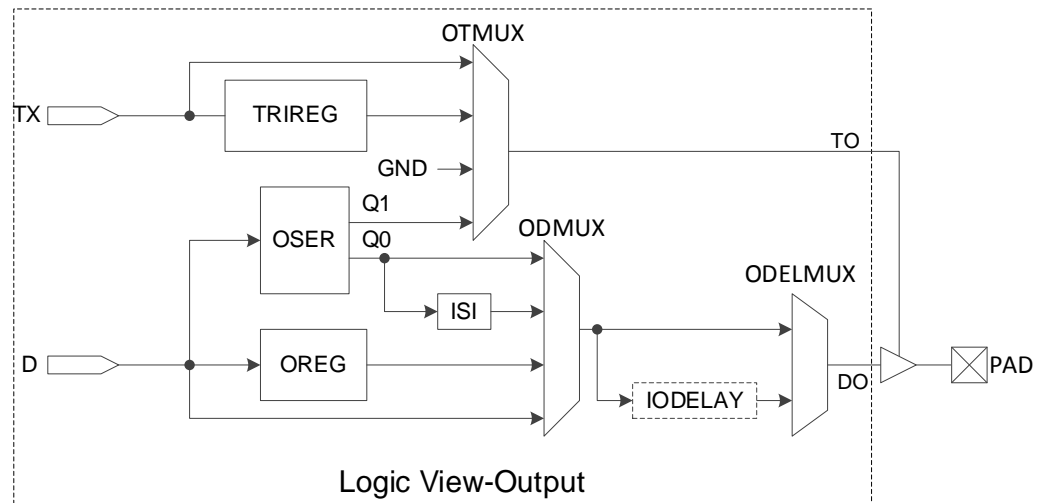 OTMUX
TX
TRIREG
TO
GND
Q1
OSER
Q0
ODMUX
ODELMUX
ISI
D
OREG
DO
PAD
IODELAY
Logic View-Output